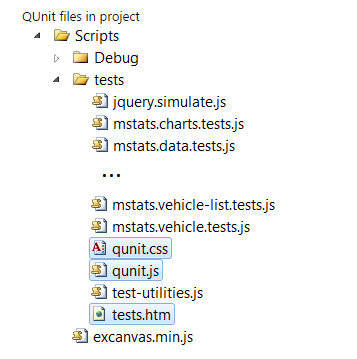 QUnit files in project
Scripts
Debug
tests
jquery.simulate.js
mstats.charts.tests.js
mstats.data.tests.js
...
mstats.vehicle-list.tests.js
mstats.vehicle.tests.js
qunit.css
qunit.js
test-utilities.js
tests.htm
excanvas.min.js